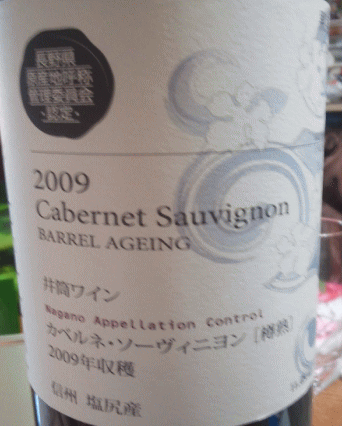 長野県
原産地呼称
管理委員会
・認定・
2009
Cabernet Sauvignon
BARREL AGEING
井筒ワイン
Nagano Appellation Control
カベルネ・ソーヴィニヨン [樽熟]
2009年収穫
信州 塩尻産